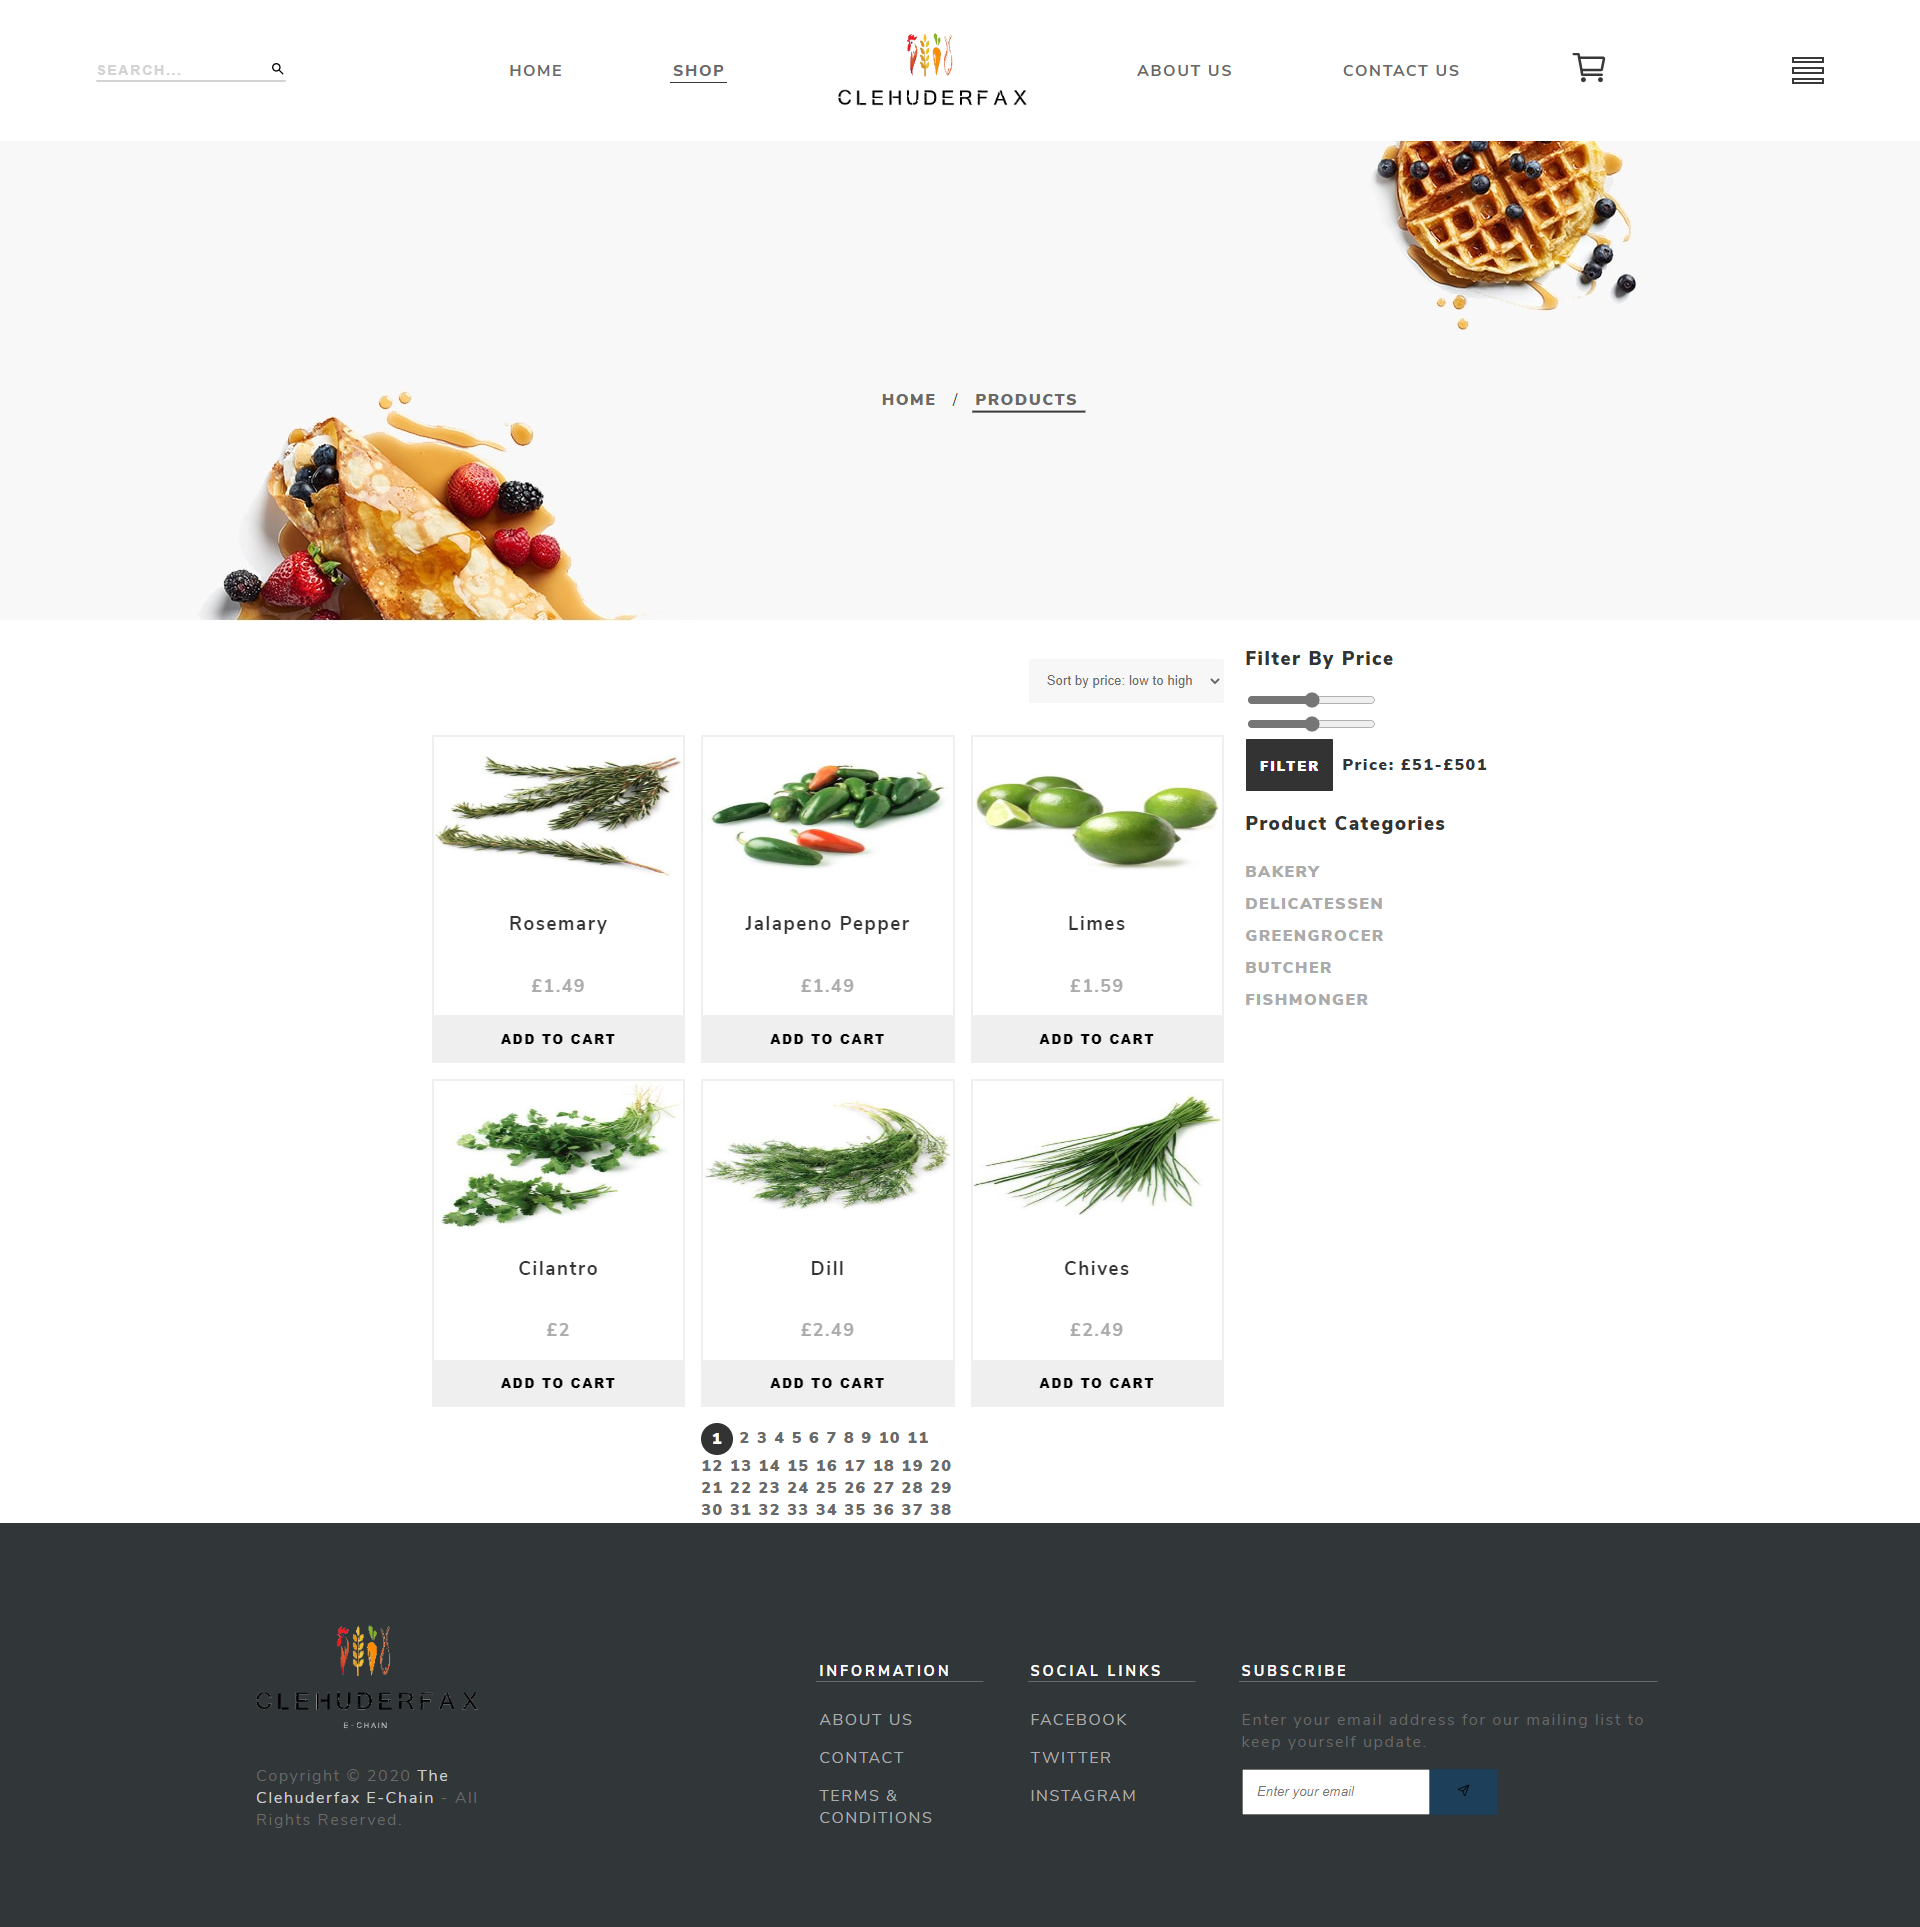 SEARCH...
HOME
SHOP
CLEHUDERFAX
ABOUT US
CONTACT US
HOME / PRODUCTS
Sort by price: low to high
Filter By Price
FILTER
Price: £51-£501
Product Categories
BAKERY
DELICATESSEN
GREENGROCER
BUTCHER
FISHMONGER
Rosemary
£1.49
ADD TO CART
Jalapeno Pepper
£1.49
ADD TO CART
Limes
£1.59
ADD TO CART
Cilantro
£2
ADD TO CART
Dill
£2.49
ADD TO CART
Chives
£2.49
ADD TO CART
1 2 3 4 5 6 7 8 9 10 11
12 13 14 15 16 17 18 19 20
21 22 23 24 25 26 27 28 29
30 31 32 33 34 35 36 37 38
CLEHUDERFAX
E-CHAIN
Copyright © 2020 The
Clehuderfax E-Chain - All
Rights Reserved.
INFORMATION
ABOUT US
CONTACT
TERMS &
CONDITIONS
SOCIAL LINKS
FACEBOOK
TWITTER
INSTAGRAM
SUBSCRIBE
Enter your email address for our mailing list to
keep yourself update.
Enter your email